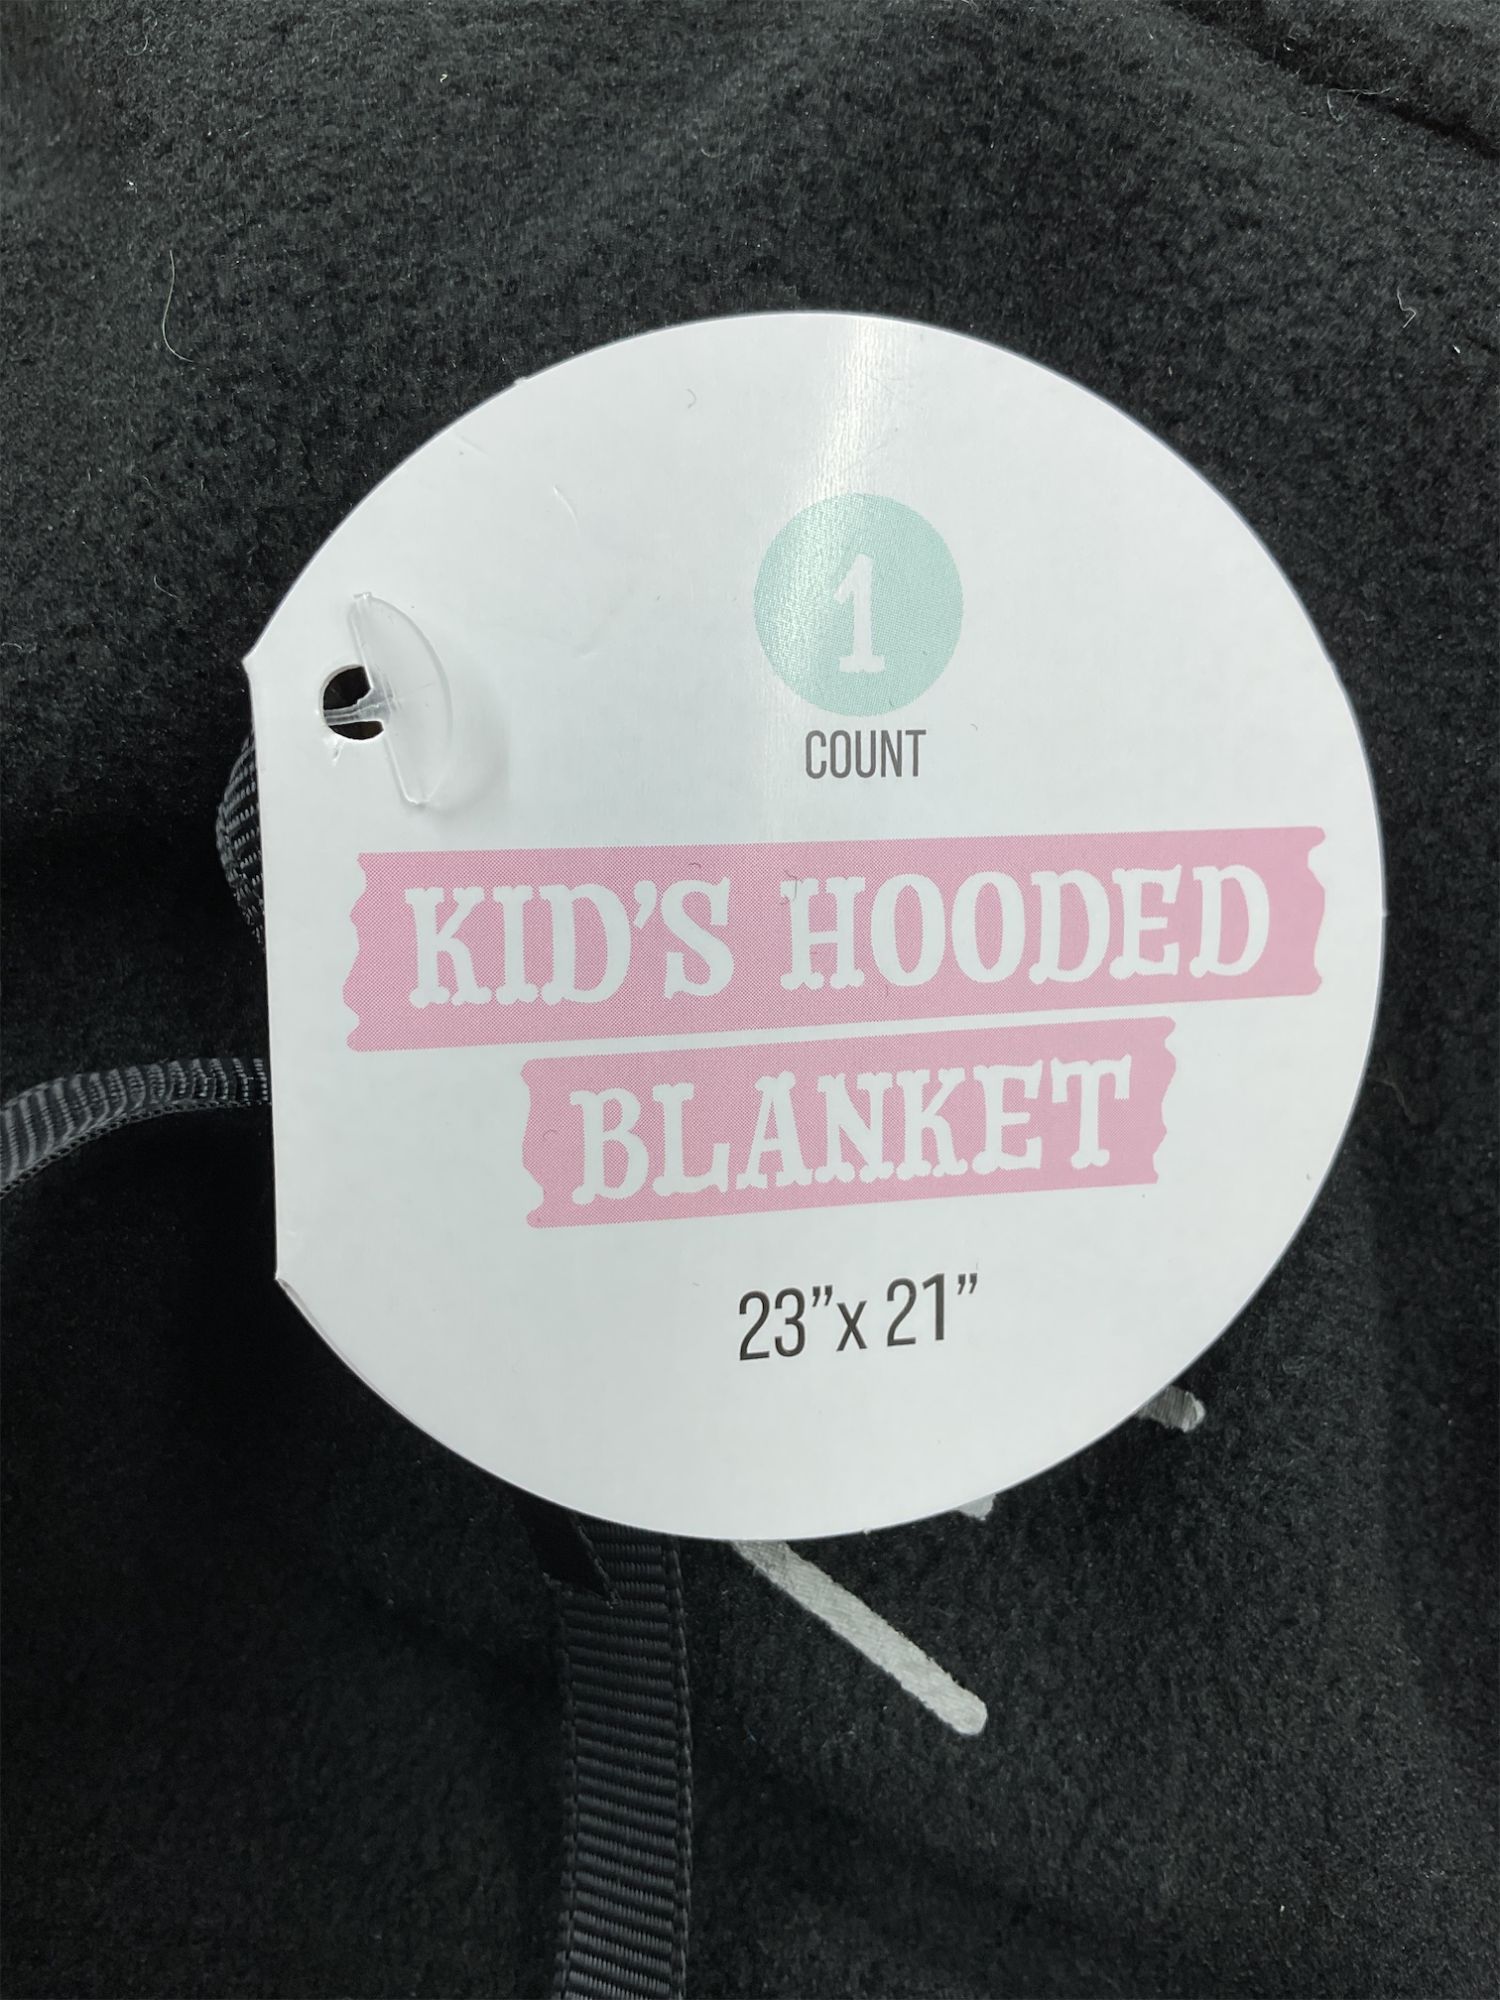 1
COUNT
KID'S HOODED
BLANKET
23”x 21”